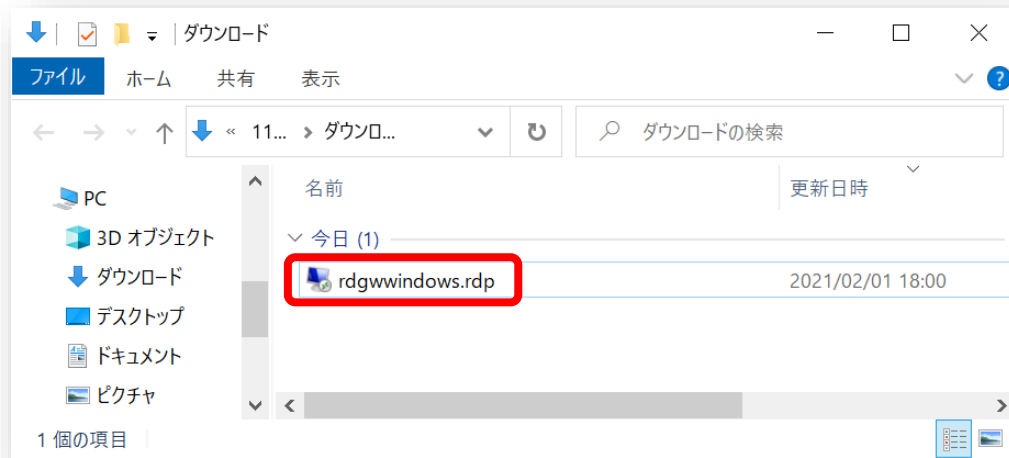 ダウンロード
ファイル ホーム 共有 表示
« 11... › ダウンロ... ダウンロードの検索
名前 更新日時
PC
3D オブジェクト
ダウンロード
デスクトップ
ドキュメント
ピクチャ
今日 (1)
rdgwwindows.rdp 2021/02/01 18:00
1 個の項目